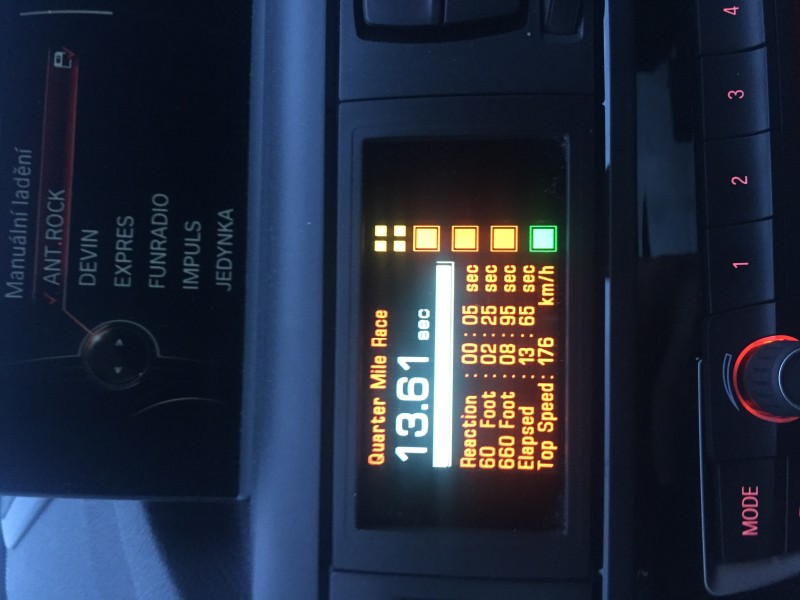 Manuální ladění
✓ ANT.ROCK
DEVIN
EXPRES
FUNRADIO
IMPULS
JEDYNKA
Quarter Mile Race
13.61 sec
Reaction : 00:05 sec
60 Foot : 02:25 sec
660 Foot : 08:95 sec
Elapsed : 13:65 sec
Top Speed: 176 km/h
MODE
1
2
3
4